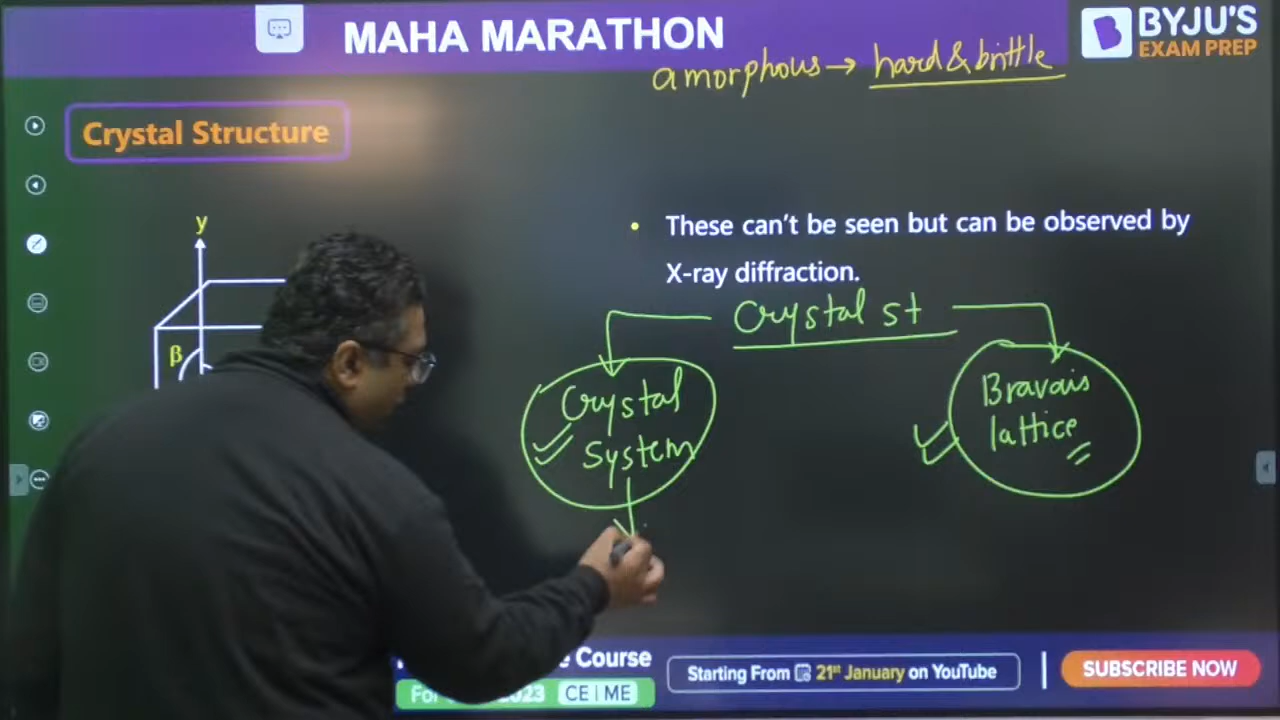 MAHA MARATHON
BYJU'S
EXAM PREP
amorphous → hard & brittle
Crystal Structure
y
β
• These can't be seen but can be observed by
X-ray diffraction.
Crystal st
Crystal
System
Bravais
lattice
Course
Starting From 21st January on YouTube
SUBSCRIBE NOW
CE | ME